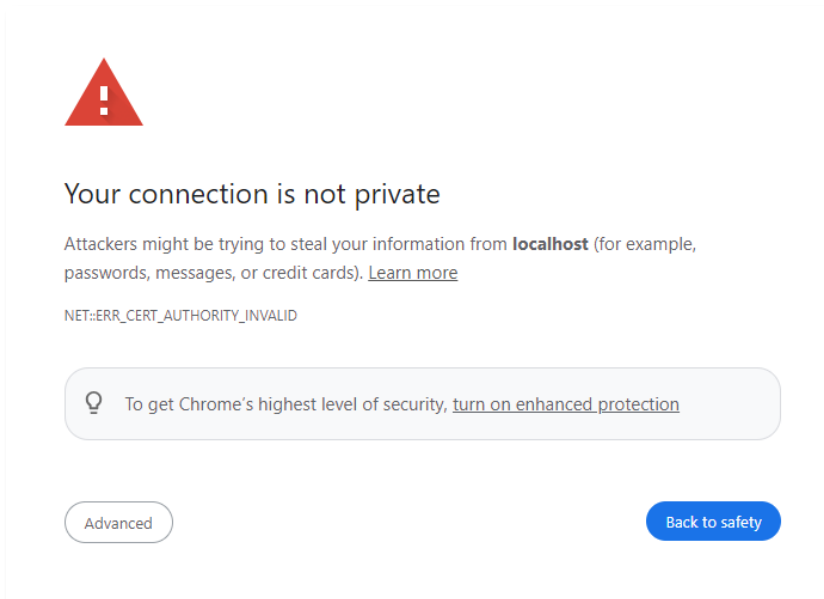 Your connection is not private
Attackers might be trying to steal your information from localhost (for example,
passwords, messages, or credit cards). Learn more
NET::ERR_CERT_AUTHORITY_INVALID
To get Chrome's highest level of security, turn on enhanced protection
Advanced
Back to safety